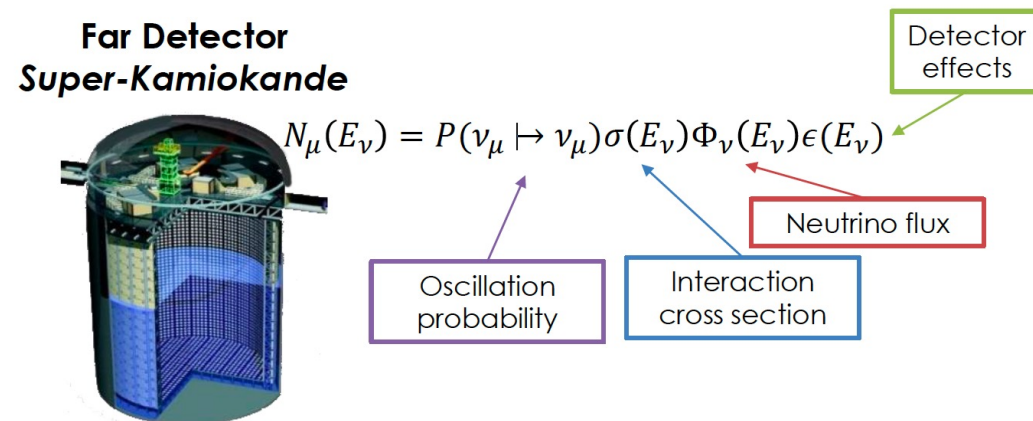 Far Detector
Super-Kamiokande
Detector
effects
N_μ(E_ν) = P(ν_μ ↦ ν_μ)σ(E_ν)Φ_ν(E_ν)ϵ(E_ν)
Neutrino flux
Oscillation
probability
Interaction
cross section